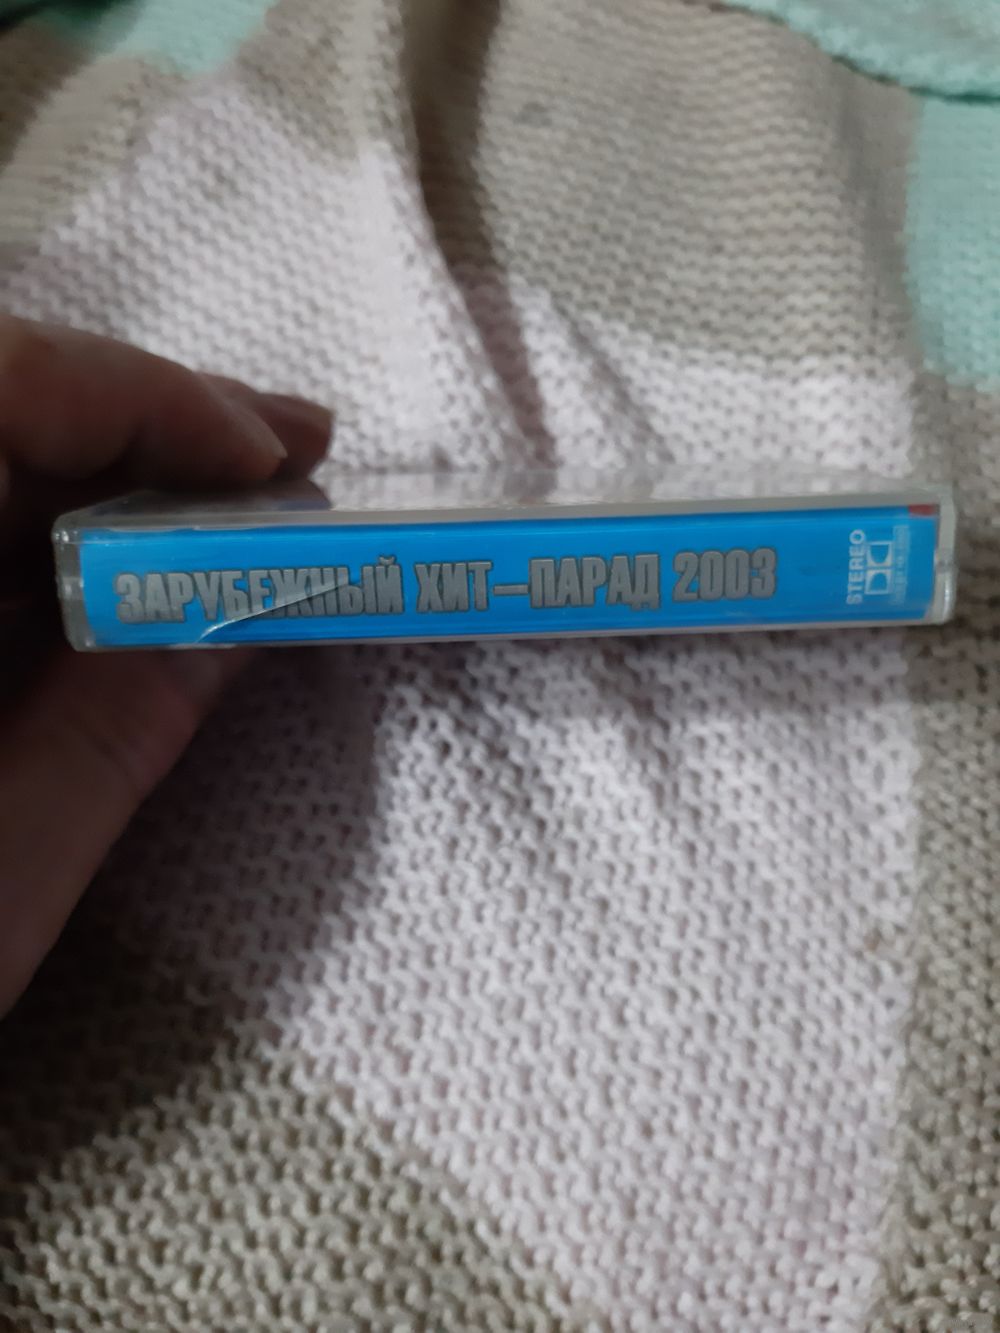 ЗАРУБЕЖНЫЙ ХИТ–ПАРАД 2003
STEREO